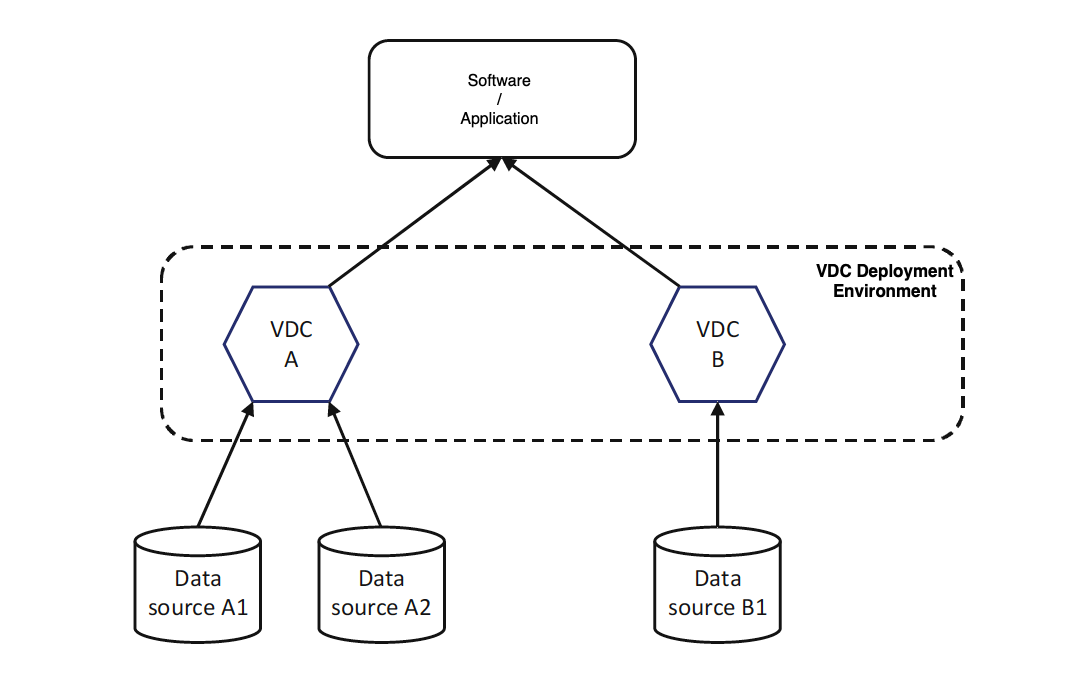 Software
/
Application
VDC Deployment
Environment
VDC
A
VDC
B
Data
source A1
Data
source A2
Data
source B1